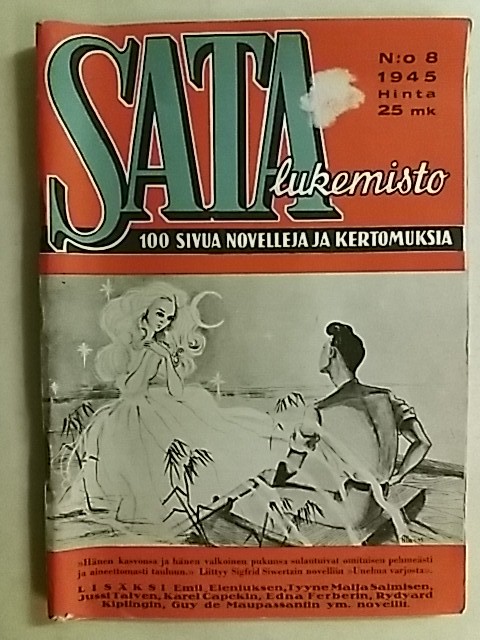 SATA
lukemisto
N:o 8
1945
Hinta
25 mk
100 SIVUA NOVELLEJA JA KERTOMUKSIA
»Hänen kasvonsa ja hänen valkoinen pukunsa sulautuivat omituisen pehmeästi
ja aineettomasti tauluun.» Liittyy Sigfrid Siwertzin novelliin »Unelma varjosta».
LISÄKSI Emil Eleniuksen, Tyyne Maija Salmisen,
Jussi Talven, Karel Capekin, Edna Ferberin, Rydyard
Kiplingin, Guy de Maupassantin ym. novellit.